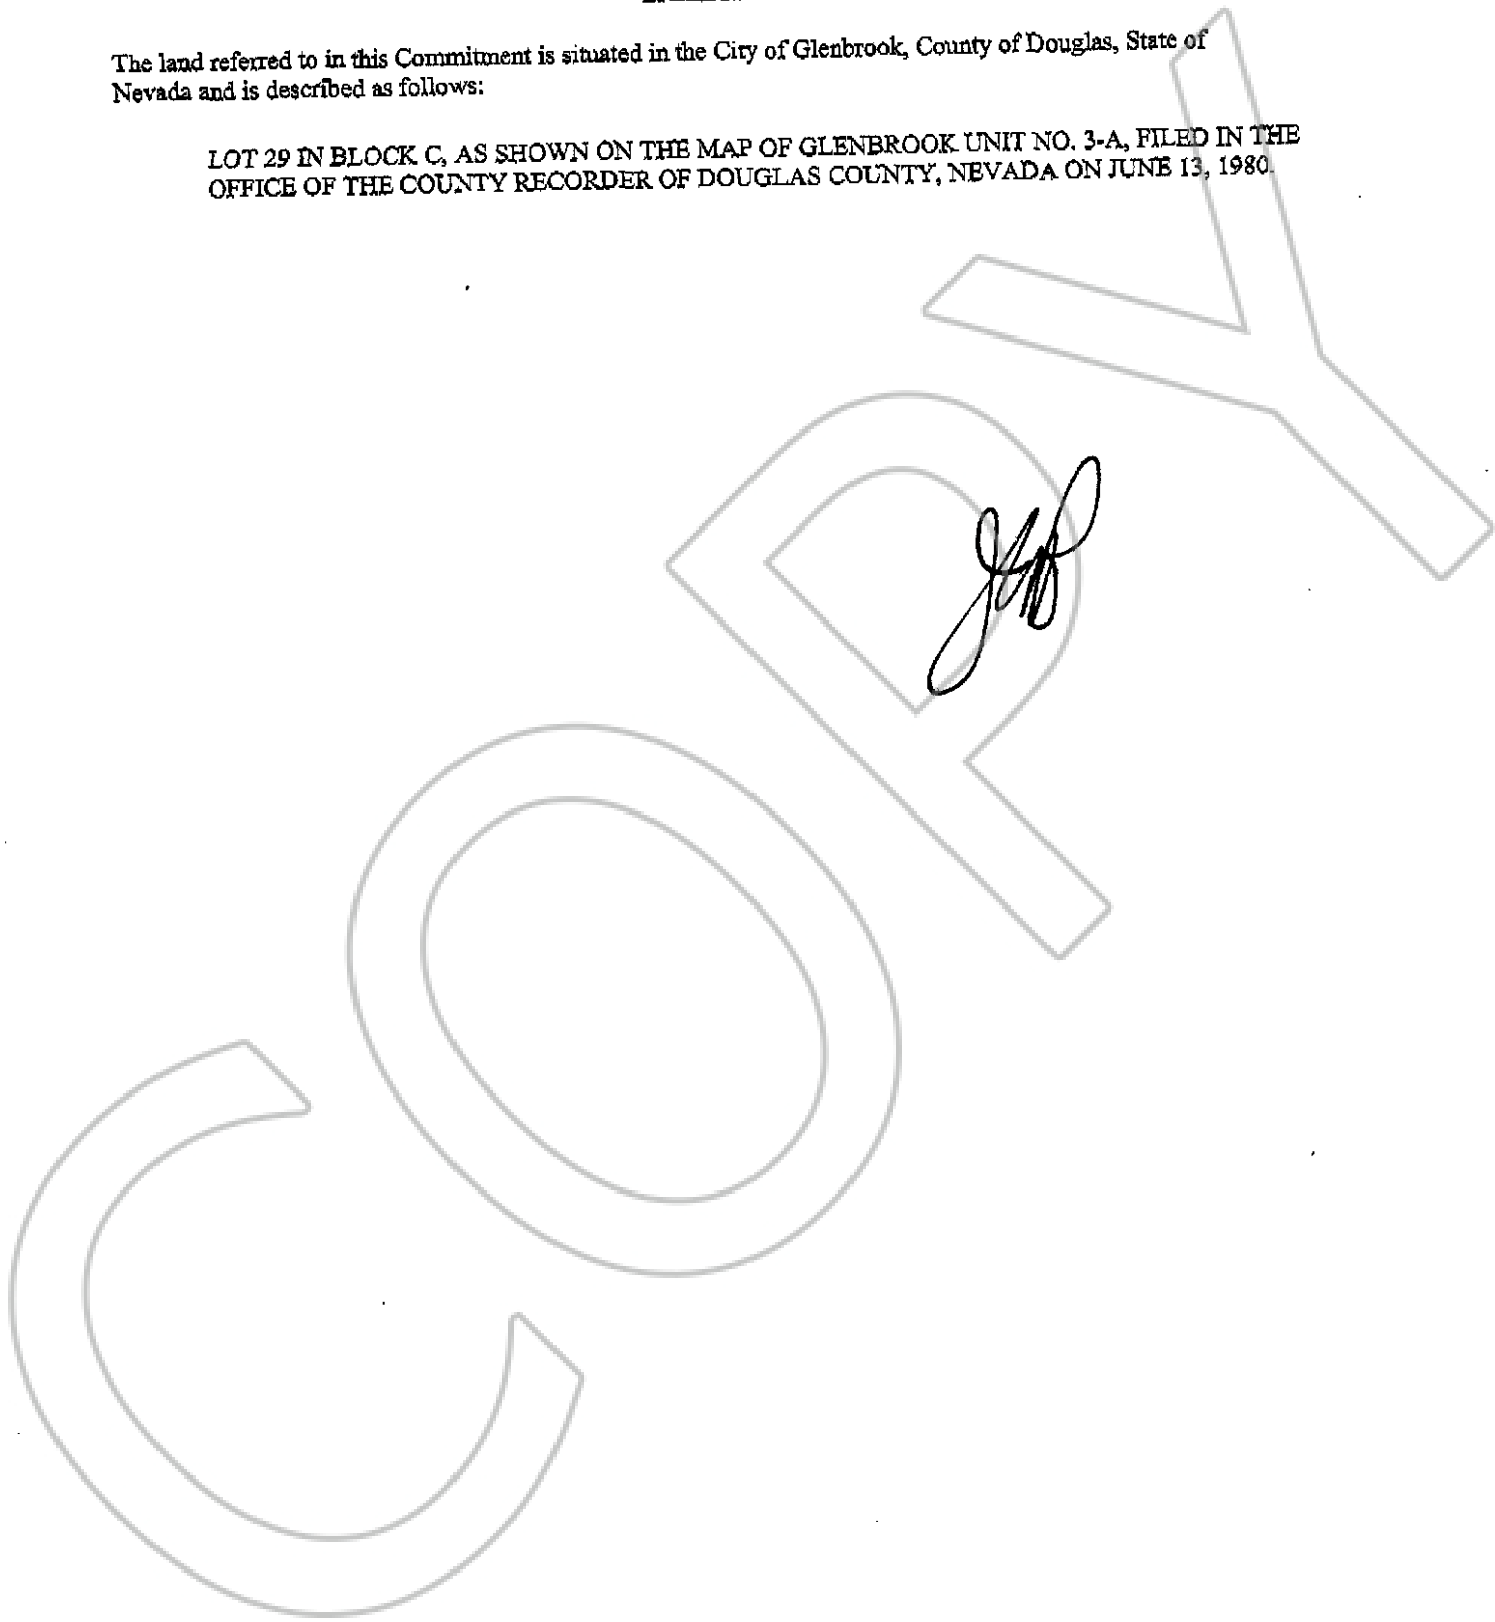 The land referred to in this Commitment is situated in the City of Glenbrook, County of Douglas, State of
Nevada and is described as follows:
LOT 29 IN BLOCK C, AS SHOWN ON THE MAP OF GLENBROOK UNIT NO. 3-A, FILED IN THE
OFFICE OF THE COUNTY RECORDER OF DOUGLAS COUNTY, NEVADA ON JUNE 13, 1980.
COPY